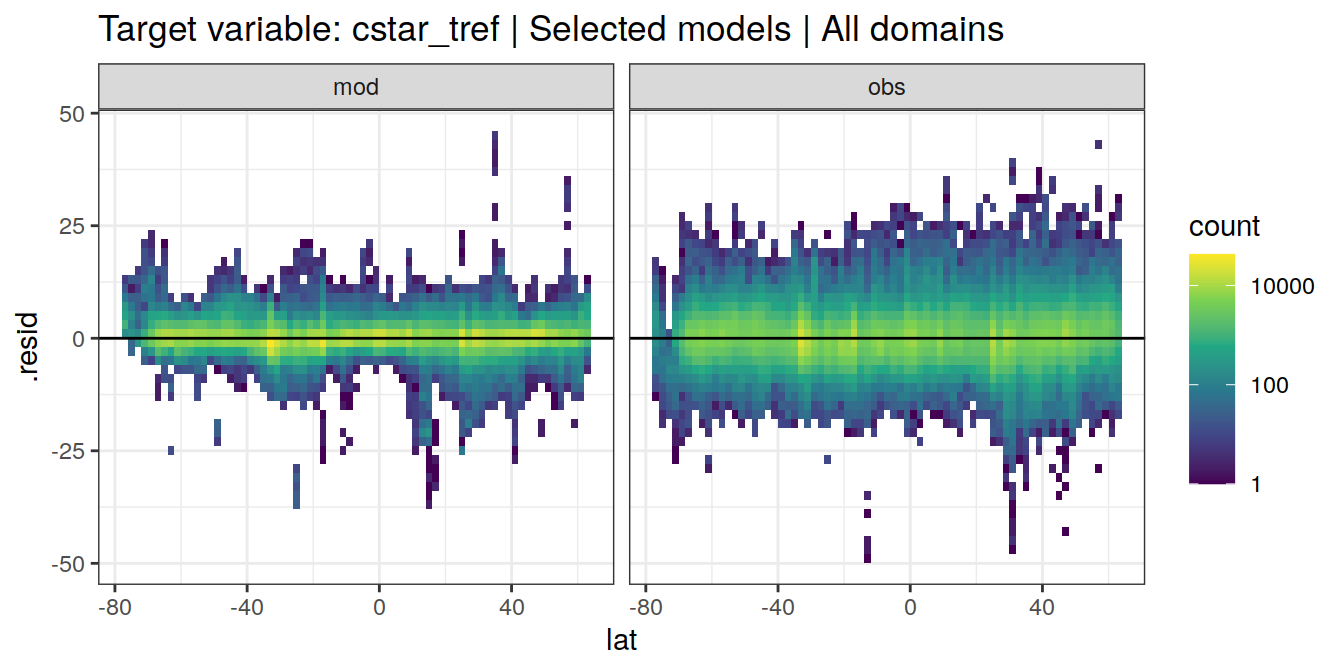 Target variable: cstar_tref | Selected models | All domains
mod
obs
50
25
0
-25
-50
.resid
-80
-40
0
40
-80
-40
0
40
lat
count
10000
100
1